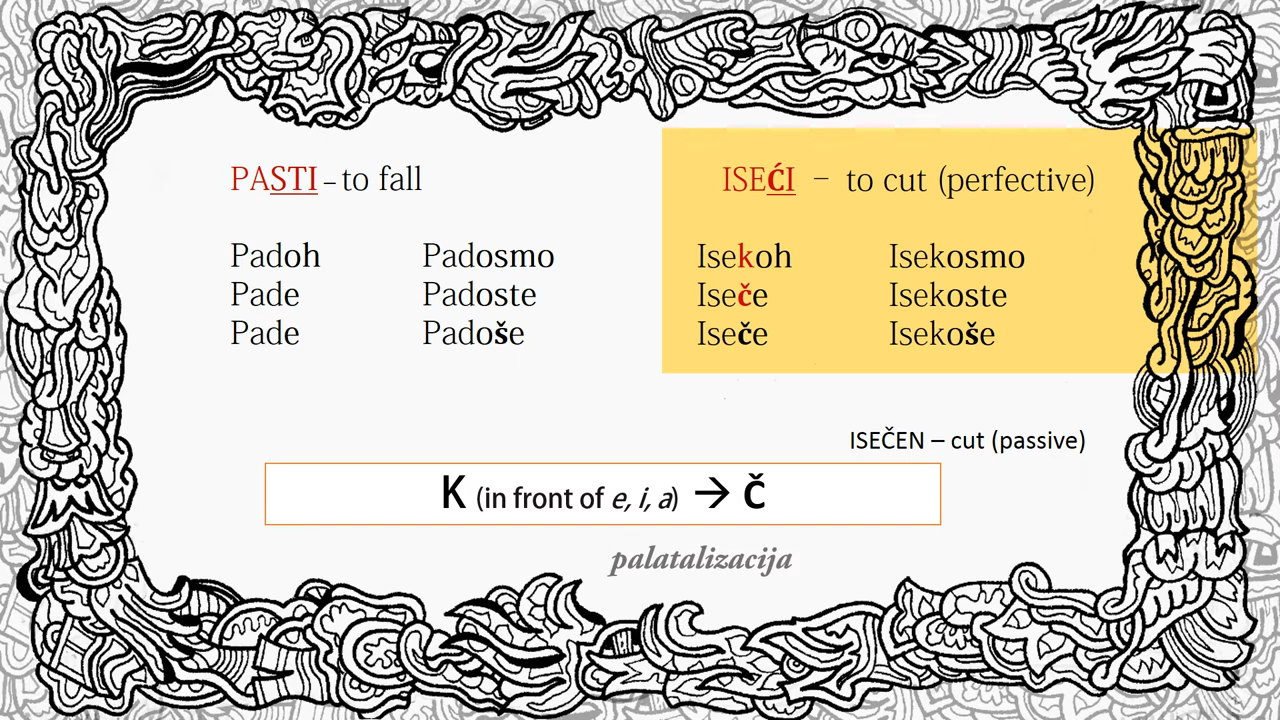 PASTI – to fall
Padoh Padosmo
Pade Padoste
Pade Padoše
ISEĆI – to cut (perfective)
Isekoh Isekosmo
Iseče Isekoste
Iseče Isekoše
ISEČEN – cut (passive)
K (in front of e, i, a) → Č
palatalizacija